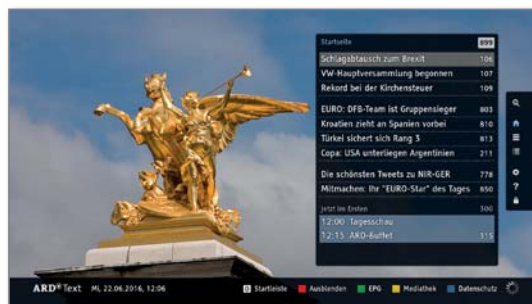 Startseite 899
Schlagabtausch zum Brexit 106
VW-Hauptversammlung begonnen 107
Rekord bei der Kirchensteuer 109
EURO: DFB-Team ist Gruppensieger 803
Kroatien zieht an Spanien vorbei 810
Türkei sichert sich Rang 3 813
Copa: USA unterliegen Argentinien 211
Die schönsten Tweets zu NIR-GER 778
Mitmachen: Ihr "EURO-Star" des Tages 850
Jetzt im Ersten 300
12:00 Tagesschau
12:15 ARD-Buffet 315
ARD Text Mi, 22.06.2016, 12:06 0 Startleiste Ausblenden EPG Mediathek Datenschutz